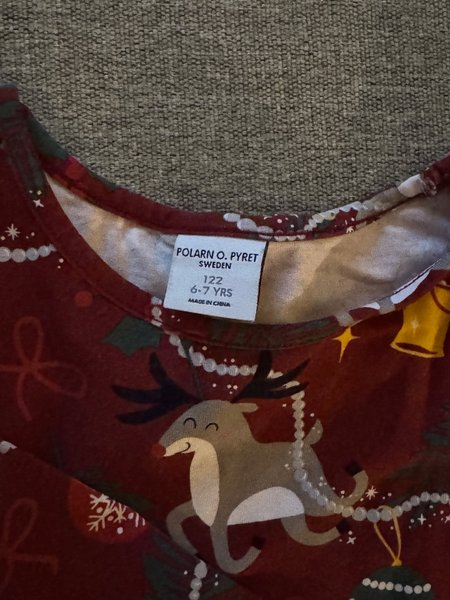 POLARN O. PYRET
SWEDEN
122
6-7 YRS
MADE IN CHINA